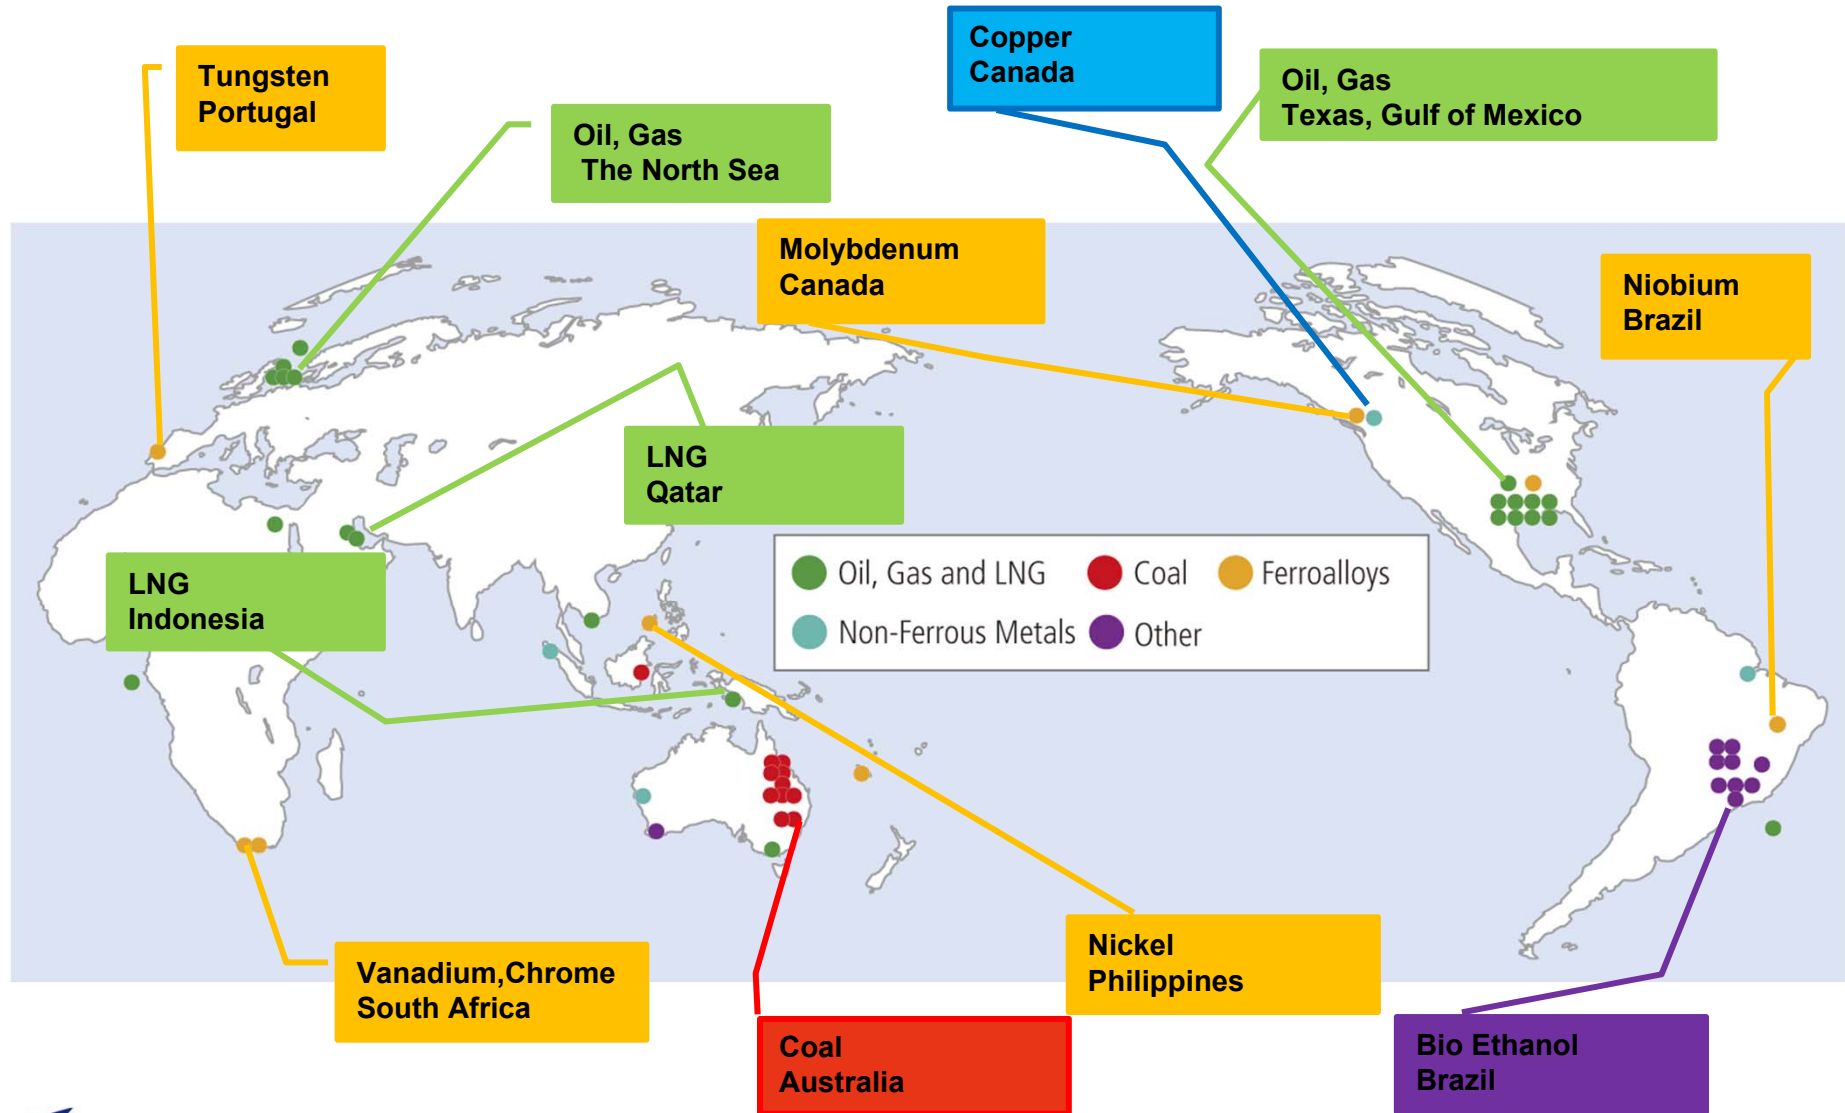 Copper
Canada
Tungsten
Portugal
Oil, Gas
Texas, Gulf of Mexico
Oil, Gas
The North Sea
Molybdenum
Canada
Niobium
Brazil
LNG
Qatar
LNG
Indonesia
Oil, Gas and LNG
Coal
Ferroalloys
Non-Ferrous Metals
Other
Nickel
Philippines
Vanadium,Chrome
South Africa
Coal
Australia
Bio Ethanol
Brazil